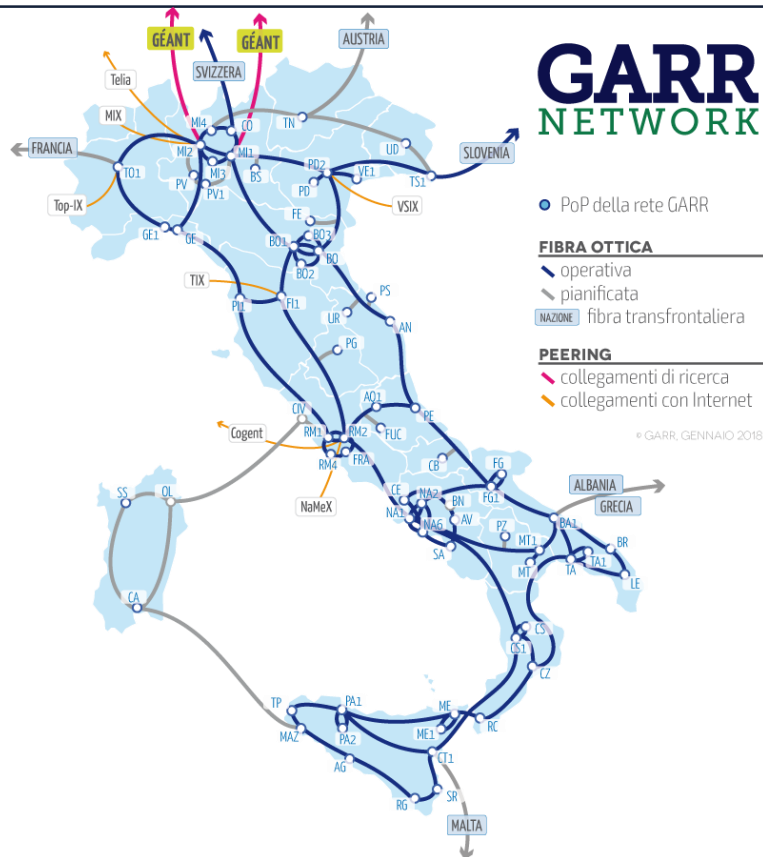 GÉANT
GÉANT
AUSTRIA
SVIZZERA
Telia
MIX
FRANCIA
SLOVENIA
Top-IX
VSIX
MI4
CO
TN
UD
MI2
MI1
MI3
TO1
PV
PV1
BS
PD2
PD
VE1
TS1
FE
GE1
GE
BO1
BO3
BO
BO2
TIX
PI1
FI1
PS
UR
AN
PG
CIV
AQ1
PE
Cogent
RM1
RM2
FUC
RM4
FRA
NaMeX
CB
FG
FG1
ALBANIA
GRECIA
SS
OL
CE
NA2
BN
NA1
NA6
AV
SA
PZ
MT1
MT
BA1
BR
TA
TA1
LE
CA
CS
CS1
CZ
TP
PA1
ME
MAZ
PA2
ME1
RC
AG
CT1
RG
SR
MALTA
GARR
NETWORK
PoP della rete GARR
FIBRA OTTICA
operativa
pianificata
NAZIONE fibra transfrontaliera
PEERING
collegamenti di ricerca
collegamenti con Internet
© GARR, GENNAIO 2018